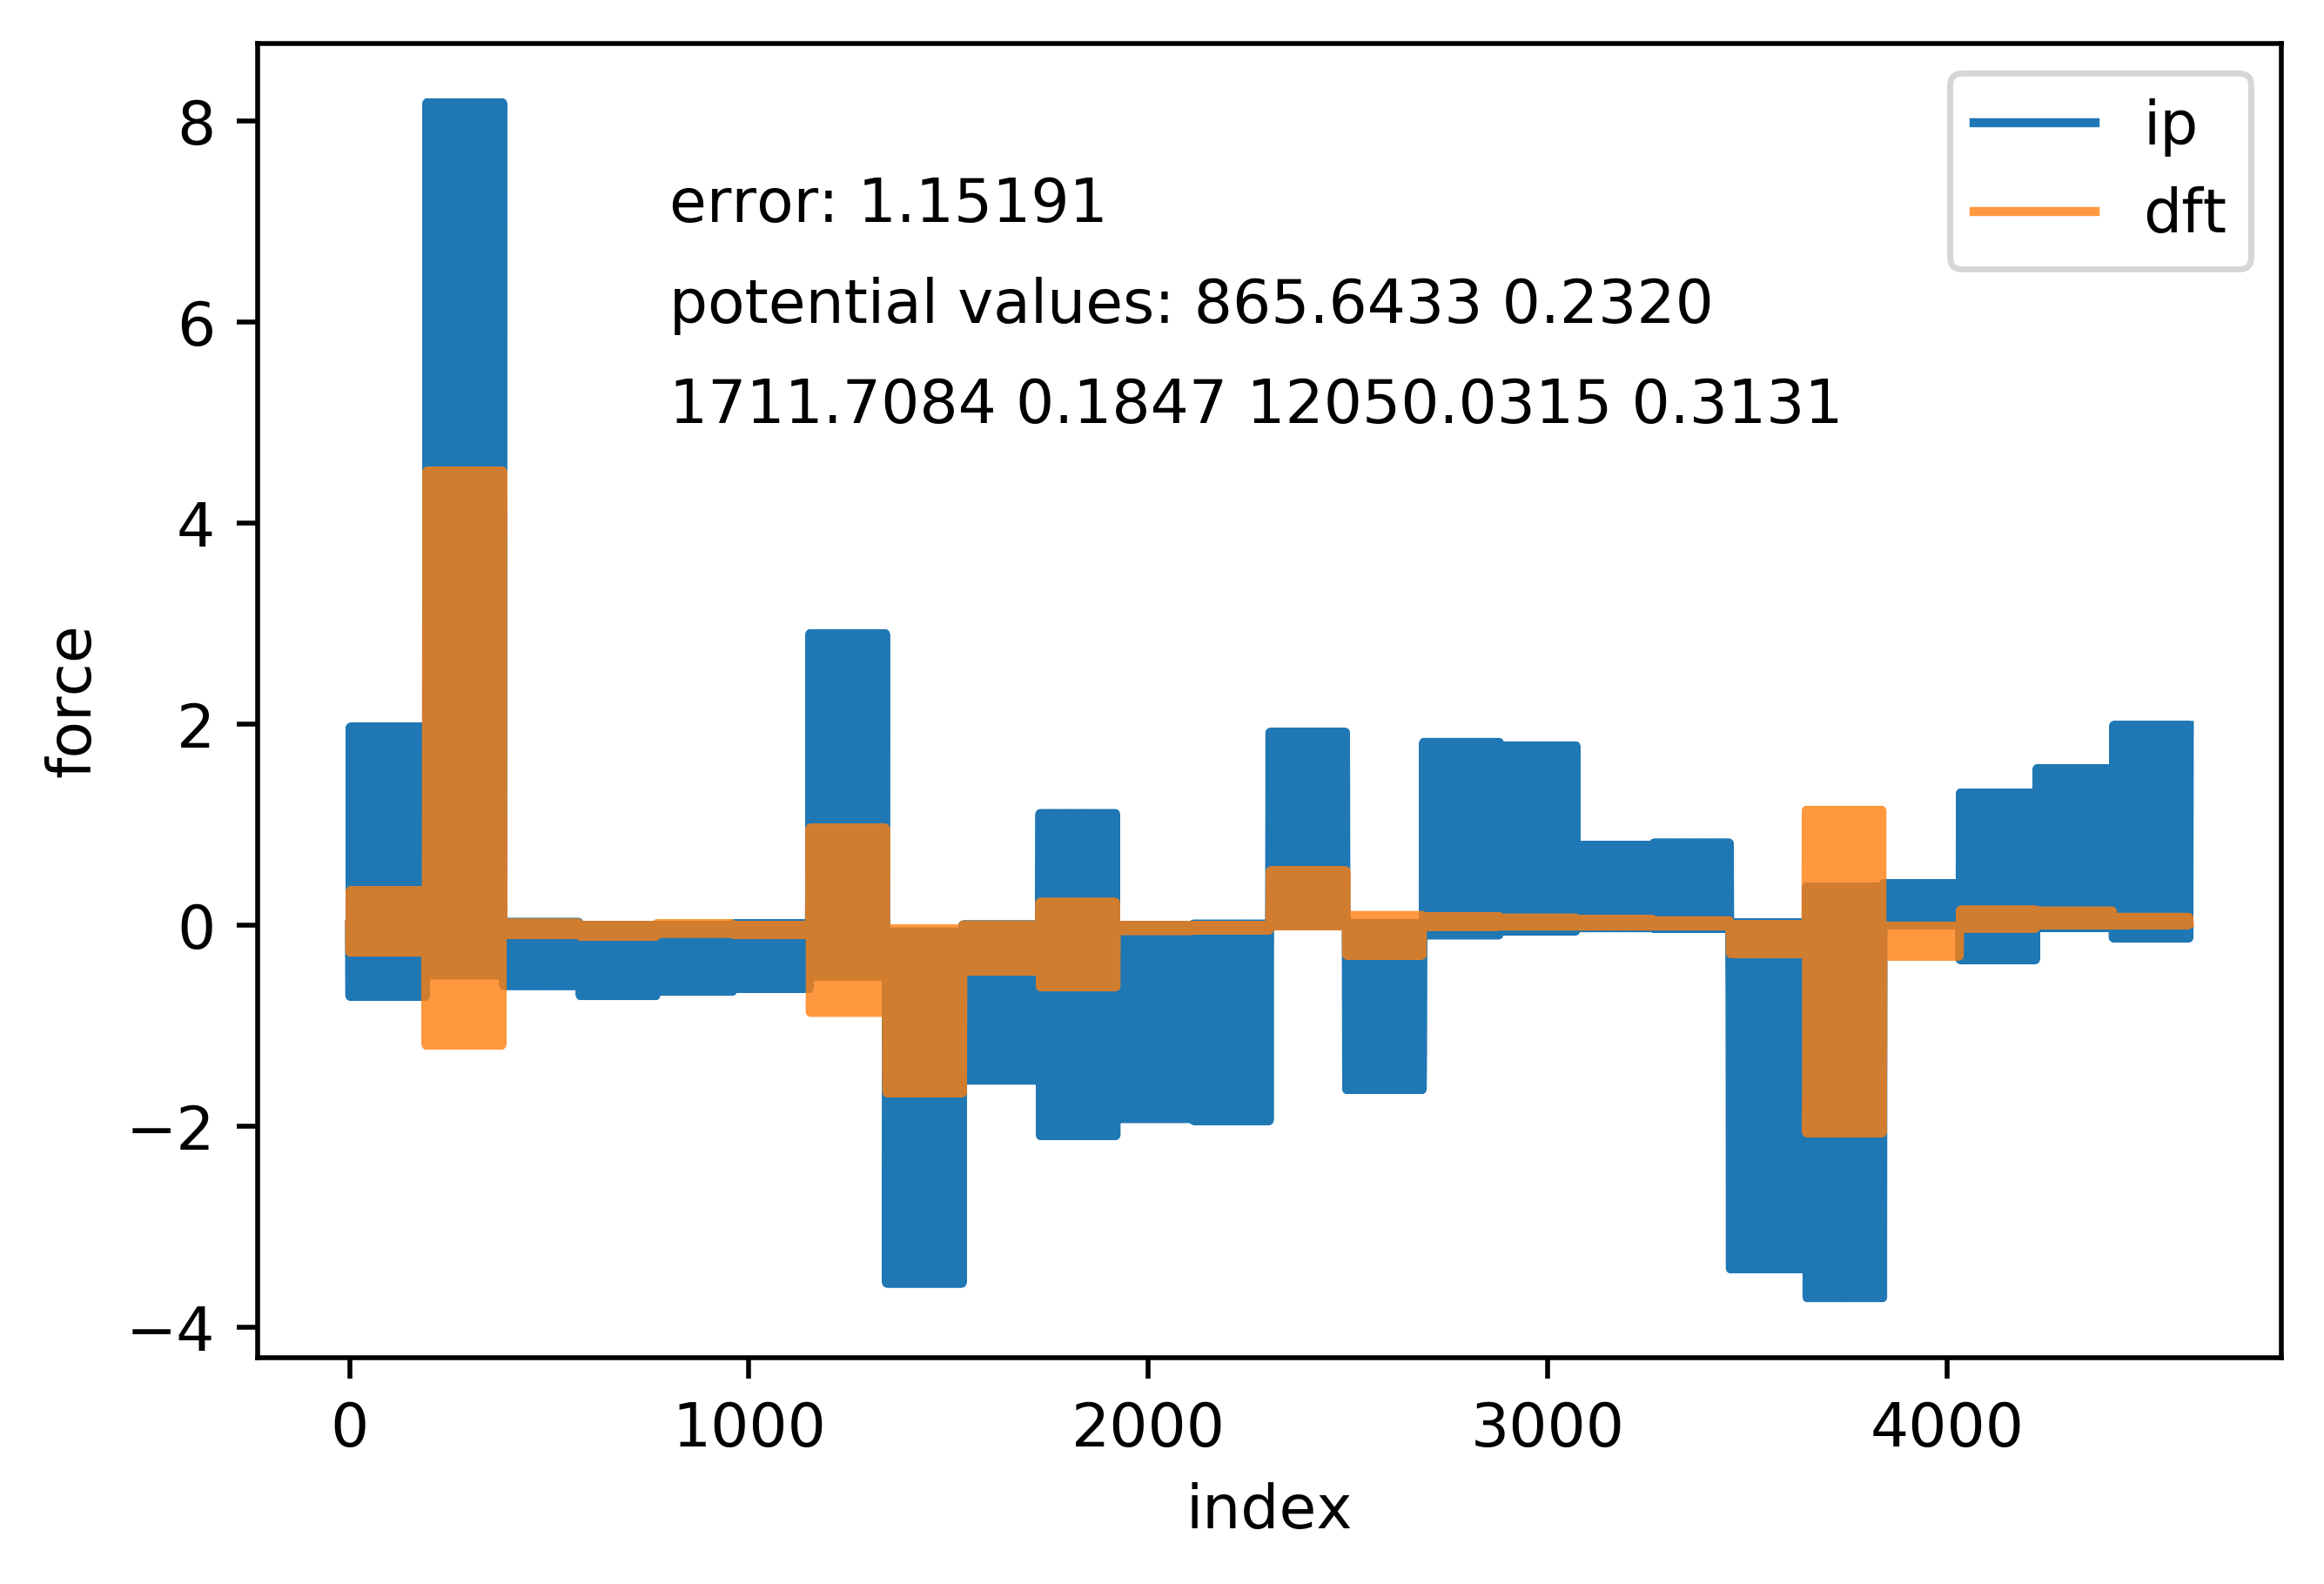 8
6
4
2
0
−2
−4
force
error: 1.15191
potential values: 865.6433 0.2320
1711.7084 0.1847 12050.0315 0.3131
ip
dft
0 1000 2000 3000 4000
index